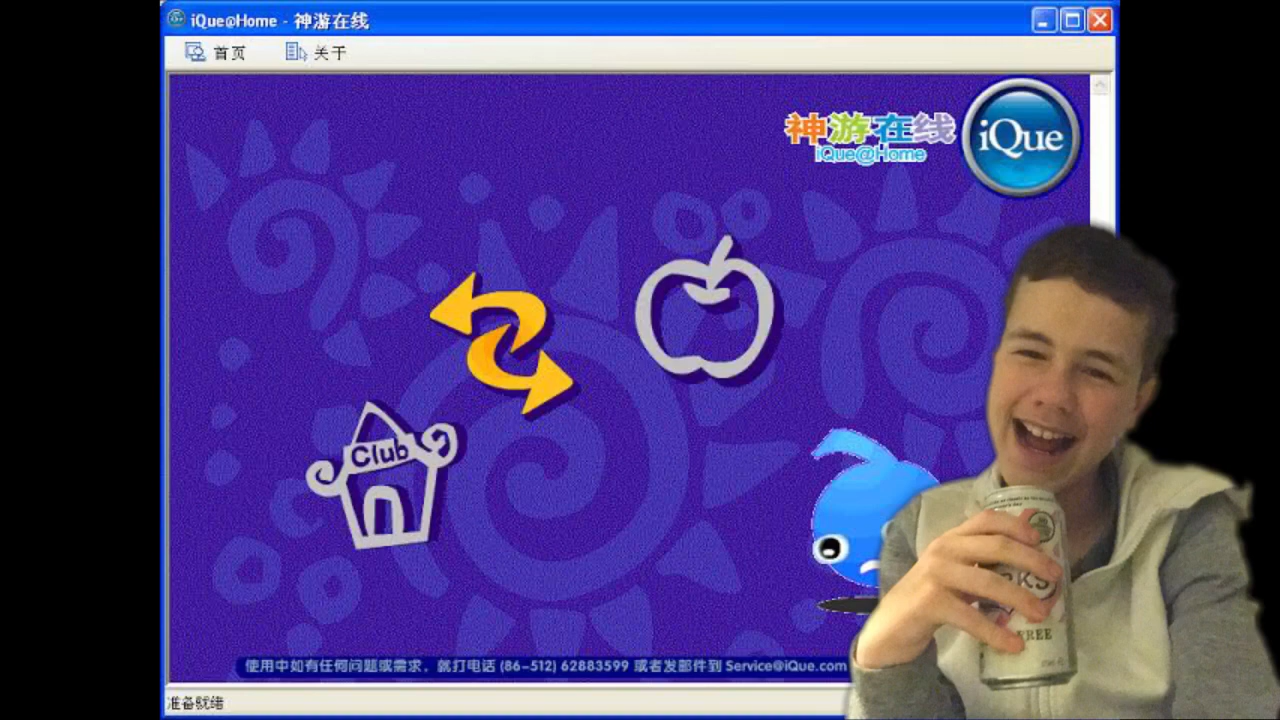 iQue@Home - 神游在线
首页 关于
神游在线
iQue@Home
iQue
Club
使用中如有任何问题或需求，就打电话 (86-512) 62883599 或者发部件到 Service@iQue.com
FREE
准备就绪